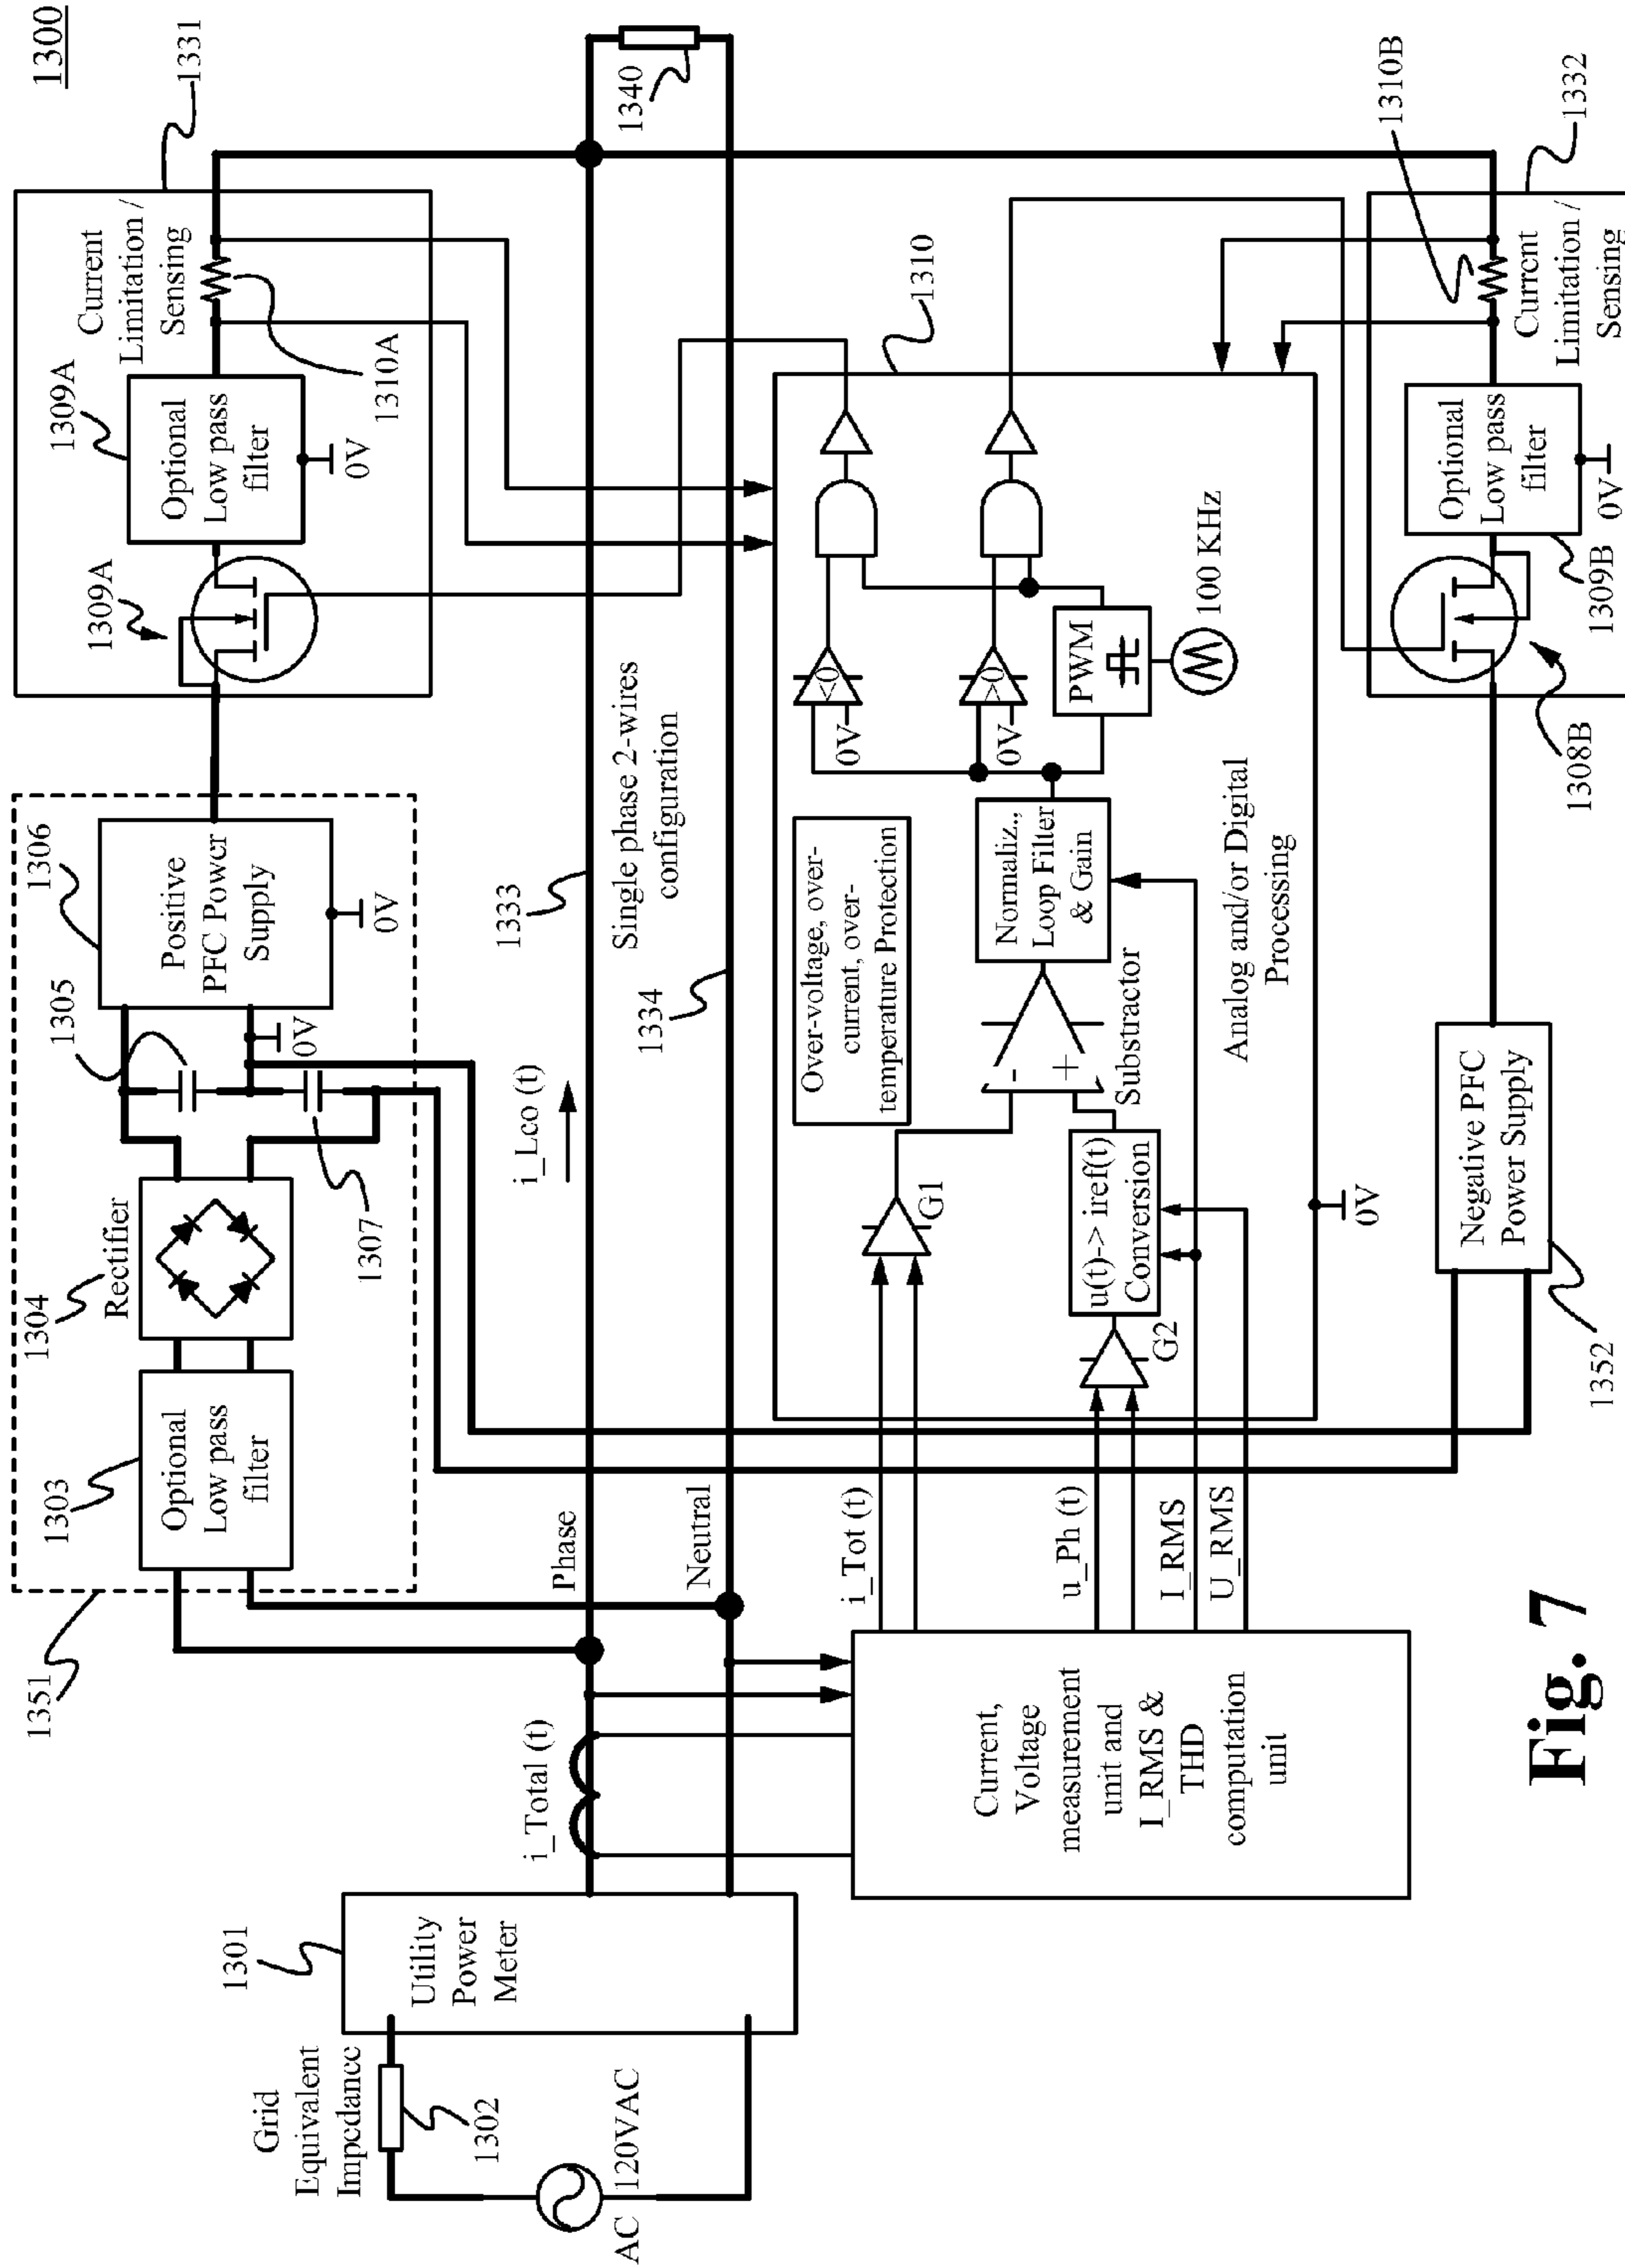 1300
1351
1303
Optional
Low pass
filter
1304
Rectifier
1305
1307
0V
1306
Positive
PFC Power
Supply
0V
1309A
1309A
Optional
Low pass
filter
0V
Current
Limitation /
Sensing
1310A
1331
Grid
Equivalent
Impedance
1302
AC 120VAC
1301
Utility
Power
Meter
i_Total (t)
Phase
Neutral
i_Lco (t)
1333
1334
Single phase 2-wires
configuration
1340
Current,
Voltage
measurement
unit and
I_RMS &
THD
computation
unit
i_Tot (t)
u_Ph (t)
I_RMS
U_RMS
G1
G2
u(t)-> iref(t)
Conversion
-
+
Substractor
Over-voltage, over-
current, over-
temperature Protection
Normaliz.,
Loop Filter
& Gain
0V
<0
0V
>0
PWM
100 KHz
1310
Analog and/or Digital
Processing
0V
1352
Negative PFC
Power Supply
1308B
1309B
Optional
Low pass
filter
0V
Current
Limitation /
Sensing
1310B
1332
Fig. 7